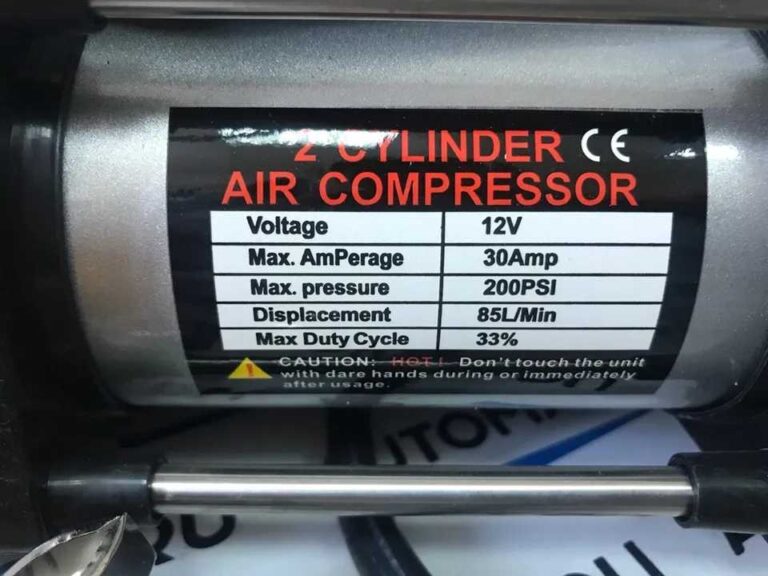 2 CYLINDER CE
AIR COMPRESSOR
Voltage 12V
Max. AmPerage 30Amp
Max. pressure 200PSI
Displacement 85L/Min
Max Duty Cycle 33%
CAUTION: HOT! Don't touch the unit
with dare hands during or immediately
after usage.